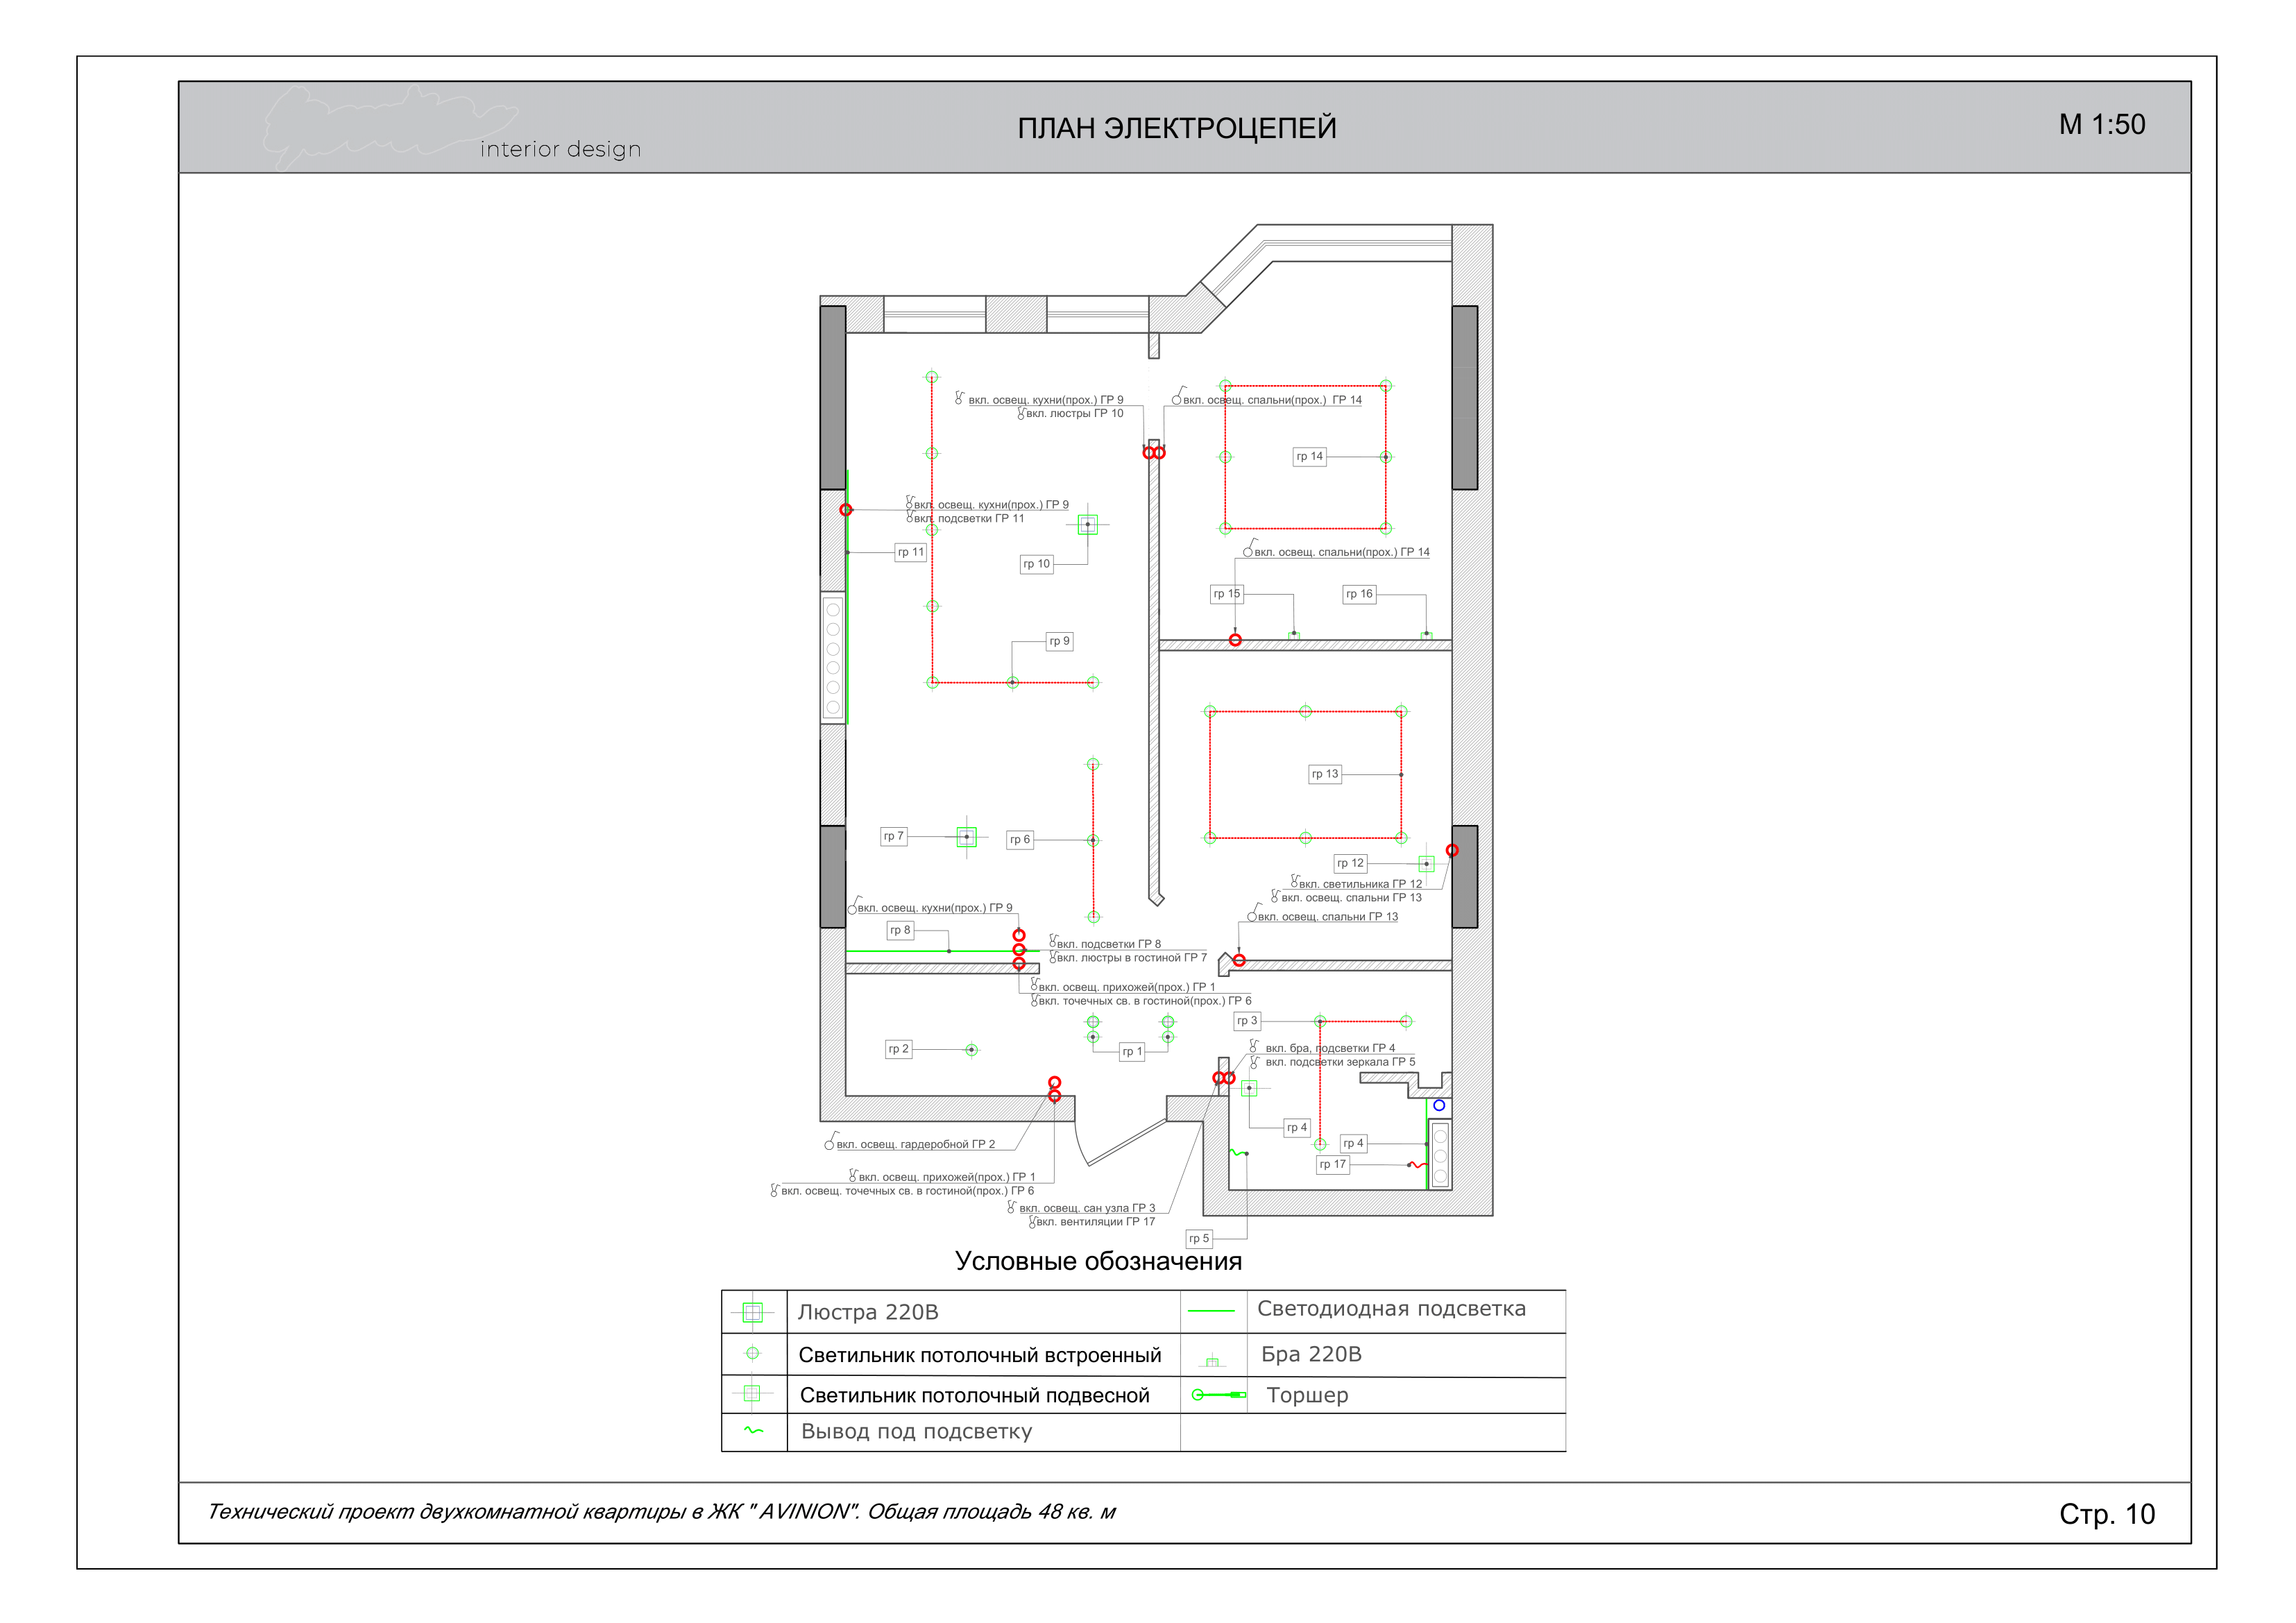 interior design
ПЛАН ЭЛЕКТРОЦЕПЕЙ
М 1:50
вкл. освещ. кухни(прох.) ГР 9
вкл. люстры ГР 10
вкл. освещ. спальни(прох.) ГР 14
гр 14
вкл. освещ. кухни(прох.) ГР 9
вкл. подсветки ГР 11
гр 11
гр 10
вкл. освещ. спальни(прох.) ГР 14
гр 15
гр 16
гр 9
гр 13
гр 7
гр 6
гр 12
вкл. светильника ГР 12
вкл. освещ. спальни ГР 13
вкл. освещ. кухни(прох.) ГР 9
вкл. освещ. спальни ГР 13
гр 8
вкл. подсветки ГР 8
вкл. люстры в гостиной ГР 7
вкл. освещ. прихожей(прох.) ГР 1
вкл. точечных св. в гостиной(прох.) ГР 6
гр 3
гр 2
гр 1
вкл. бра, подсветки ГР 4
вкл. подсветки зеркала ГР 5
гр 4
гр 4
вкл. освещ. гардеробной ГР 2
гр 17
вкл. освещ. прихожей(прох.) ГР 1
вкл. освещ. точечных св. в гостиной(прох.) ГР 6
вкл. освещ. сан узла ГР 3
вкл. вентиляции ГР 17
гр 5
Условные обозначения
Люстра 220В
Светодиодная подсветка
Светильник потолочный встроенный
Бра 220В
Светильник потолочный подвесной
Торшер
Вывод под подсветку
Технический проект двухкомнатной квартиры в ЖК " AVINION". Общая площадь 48 кв. м
Стр. 10